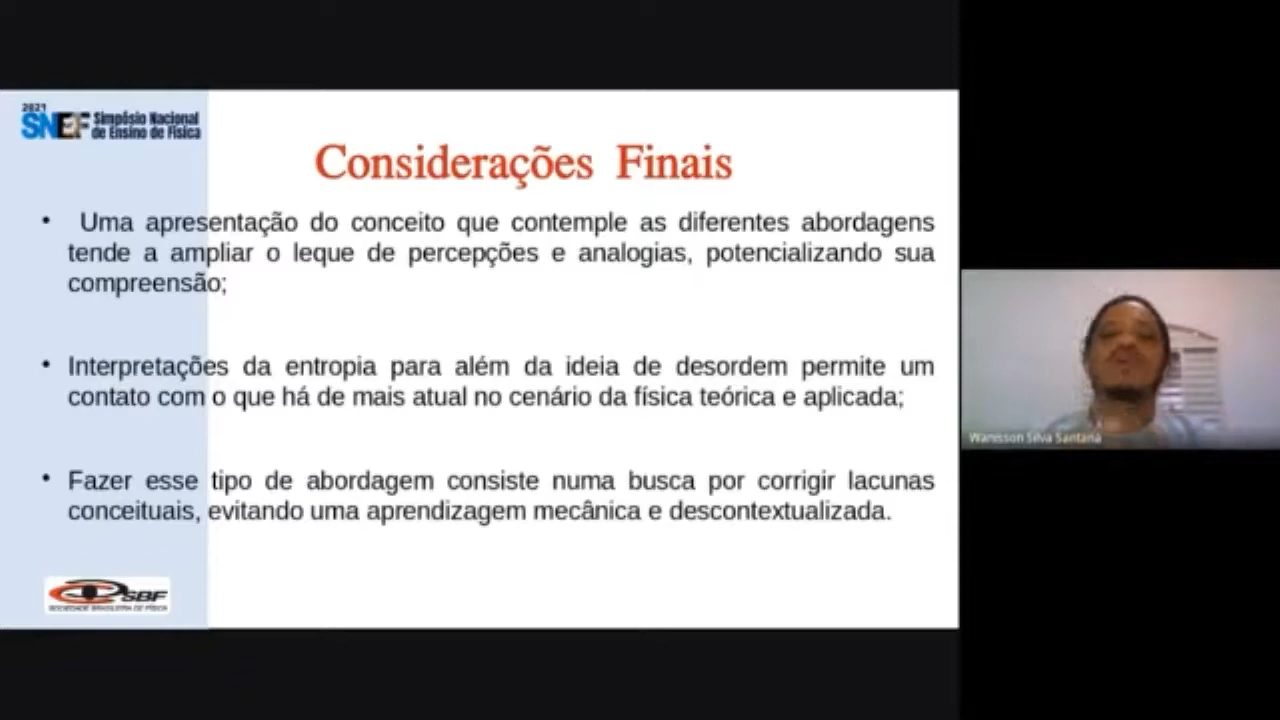 2021
SNEF Simpósio Nacional
de Ensino de Física
Considerações Finais
• Uma apresentação do conceito que contemple as diferentes abordagens
tende a ampliar o leque de percepções e analogias, potencializando sua
compreensão;
• Interpretações da entropia para além da ideia de desordem permite um
contato com o que há de mais atual no cenário da física teórica e aplicada;
• Fazer esse tipo de abordagem consiste numa busca por corrigir lacunas
conceituais, evitando uma aprendizagem mecânica e descontextualizada.
SBF
SOCIEDADE BRASILEIRA DE FÍSICA
Wanisson Silva Santana